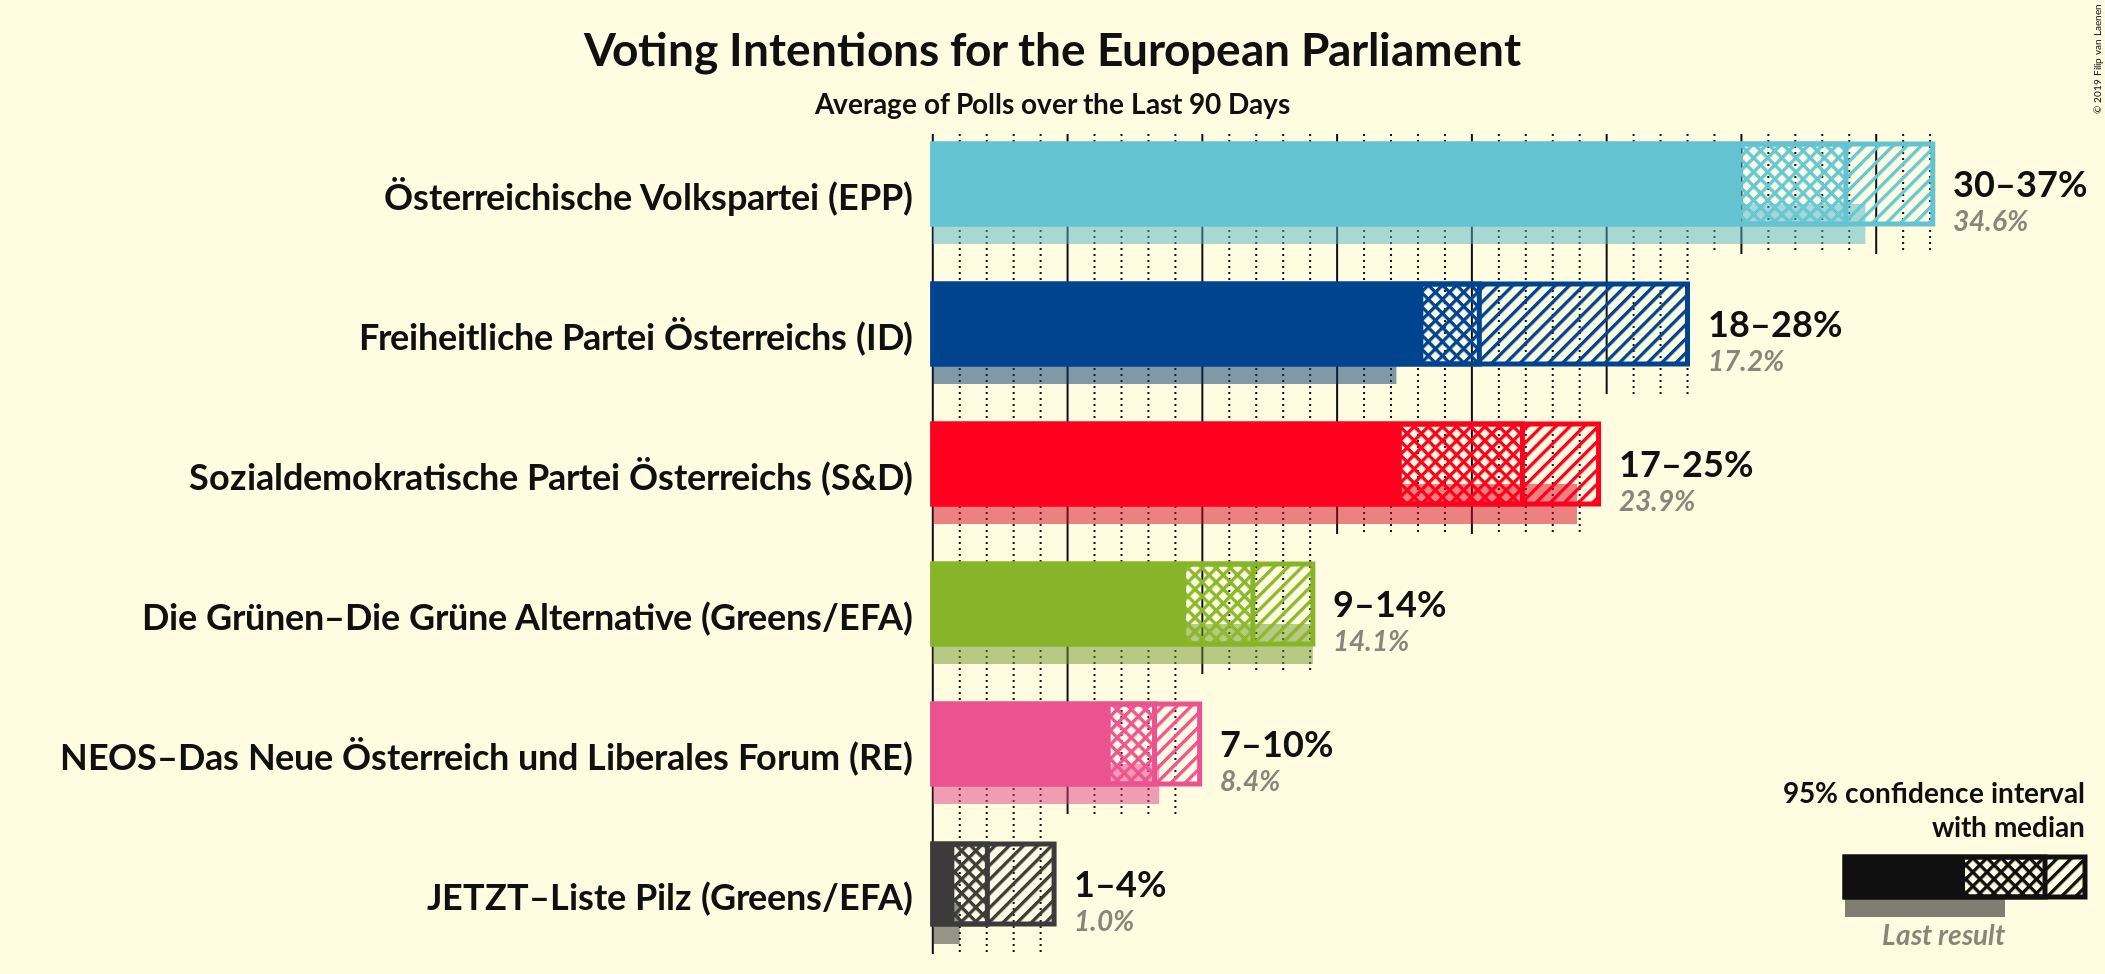 Voting Intentions for the European Parliament
Average of Polls over the Last 90 Days
© 2019 Filip van Laenen
Österreichische Volkspartei (EPP)
30–37%
34.6%
Freiheitliche Partei Österreichs (ID)
18–28%
17.2%
Sozialdemokratische Partei Österreichs (S&D)
17–25%
23.9%
Die Grünen–Die Grüne Alternative (Greens/EFA)
9–14%
14.1%
NEOS–Das Neue Österreich und Liberales Forum (RE)
7–10%
8.4%
JETZT–Liste Pilz (Greens/EFA)
1–4%
1.0%
95% confidence interval
with median
Last result